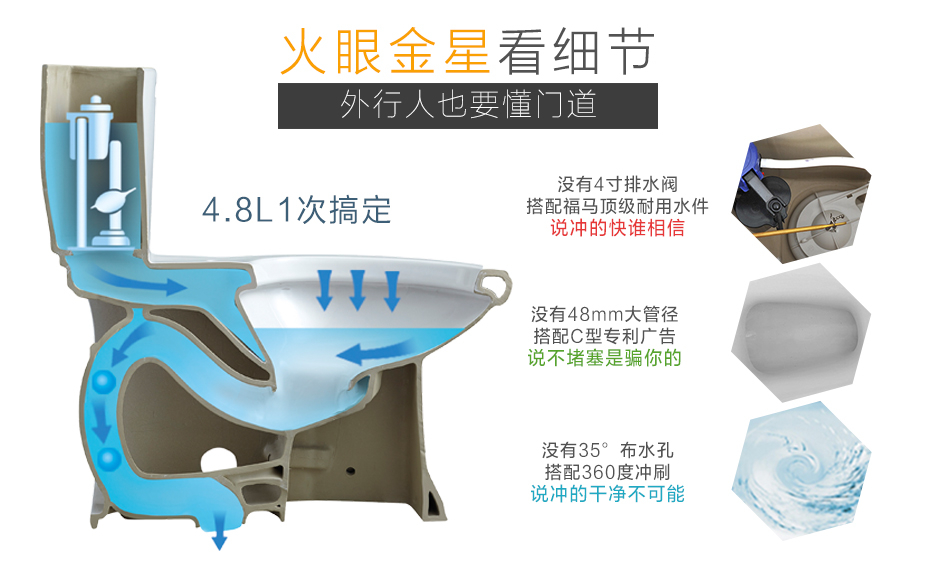 火眼金星看细节
外行人也要懂门道
4.8L1次搞定
没有4寸排水阀
搭配福马顶级耐用水件
说冲的快谁相信
没有48mm大管径
搭配C型专利广告
说不堵塞是骗你的
没有35°布水孔
搭配360度冲刷
说冲的干净不可能